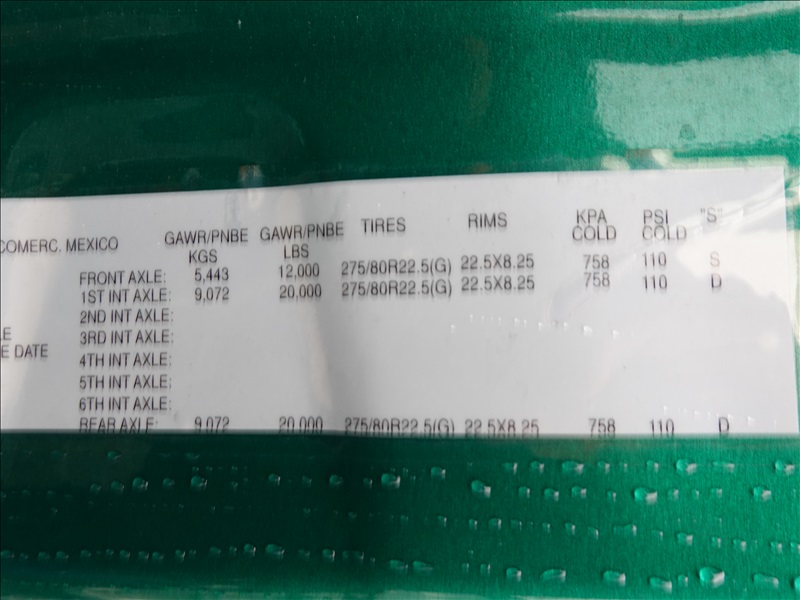 COMERC. MEXICO GAWR/PNBE KGS GAWR/PNBE LBS TIRES RIMS KPA COLD PSI COLD "S"
FRONT AXLE: 5,443 12,000 275/80R22.5(G) 22.5X8.25 758 110 S
1ST INT AXLE: 9,072 20,000 275/80R22.5(G) 22.5X8.25 758 110 D
2ND INT AXLE:
LE 3RD INT AXLE:
E DATE 4TH INT AXLE:
5TH INT AXLE:
6TH INT AXLE:
REAR AXLE: 9,072 20,000 275/80R22.5(G) 22.5X8.25 758 110 D